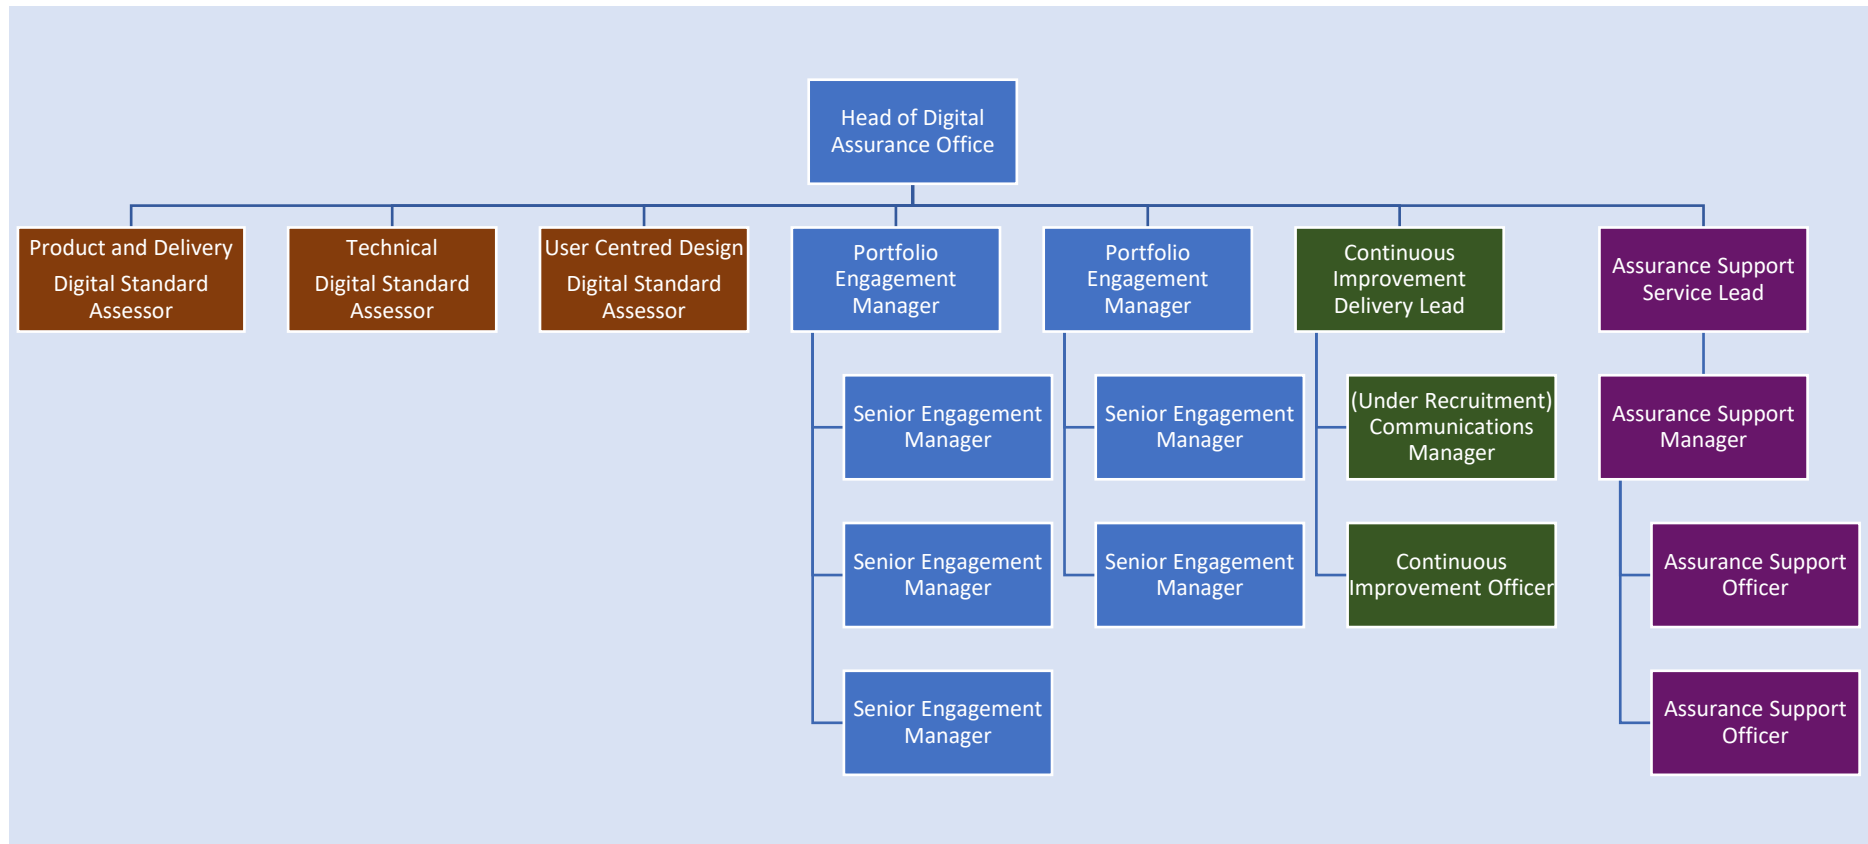 Head of Digital
Assurance Office
Product and Delivery
Digital Standard
Assessor
Technical
Digital Standard
Assessor
User Centred Design
Digital Standard
Assessor
Portfolio
Engagement
Manager
Portfolio
Engagement
Manager
Continuous
Improvement
Delivery Lead
Assurance Support
Service Lead
Senior Engagement
Manager
Senior Engagement
Manager
(Under Recruitment)
Communications
Manager
Assurance Support
Manager
Senior Engagement
Manager
Senior Engagement
Manager
Continuous
Improvement Officer
Assurance Support
Officer
Senior Engagement
Manager
Assurance Support
Officer